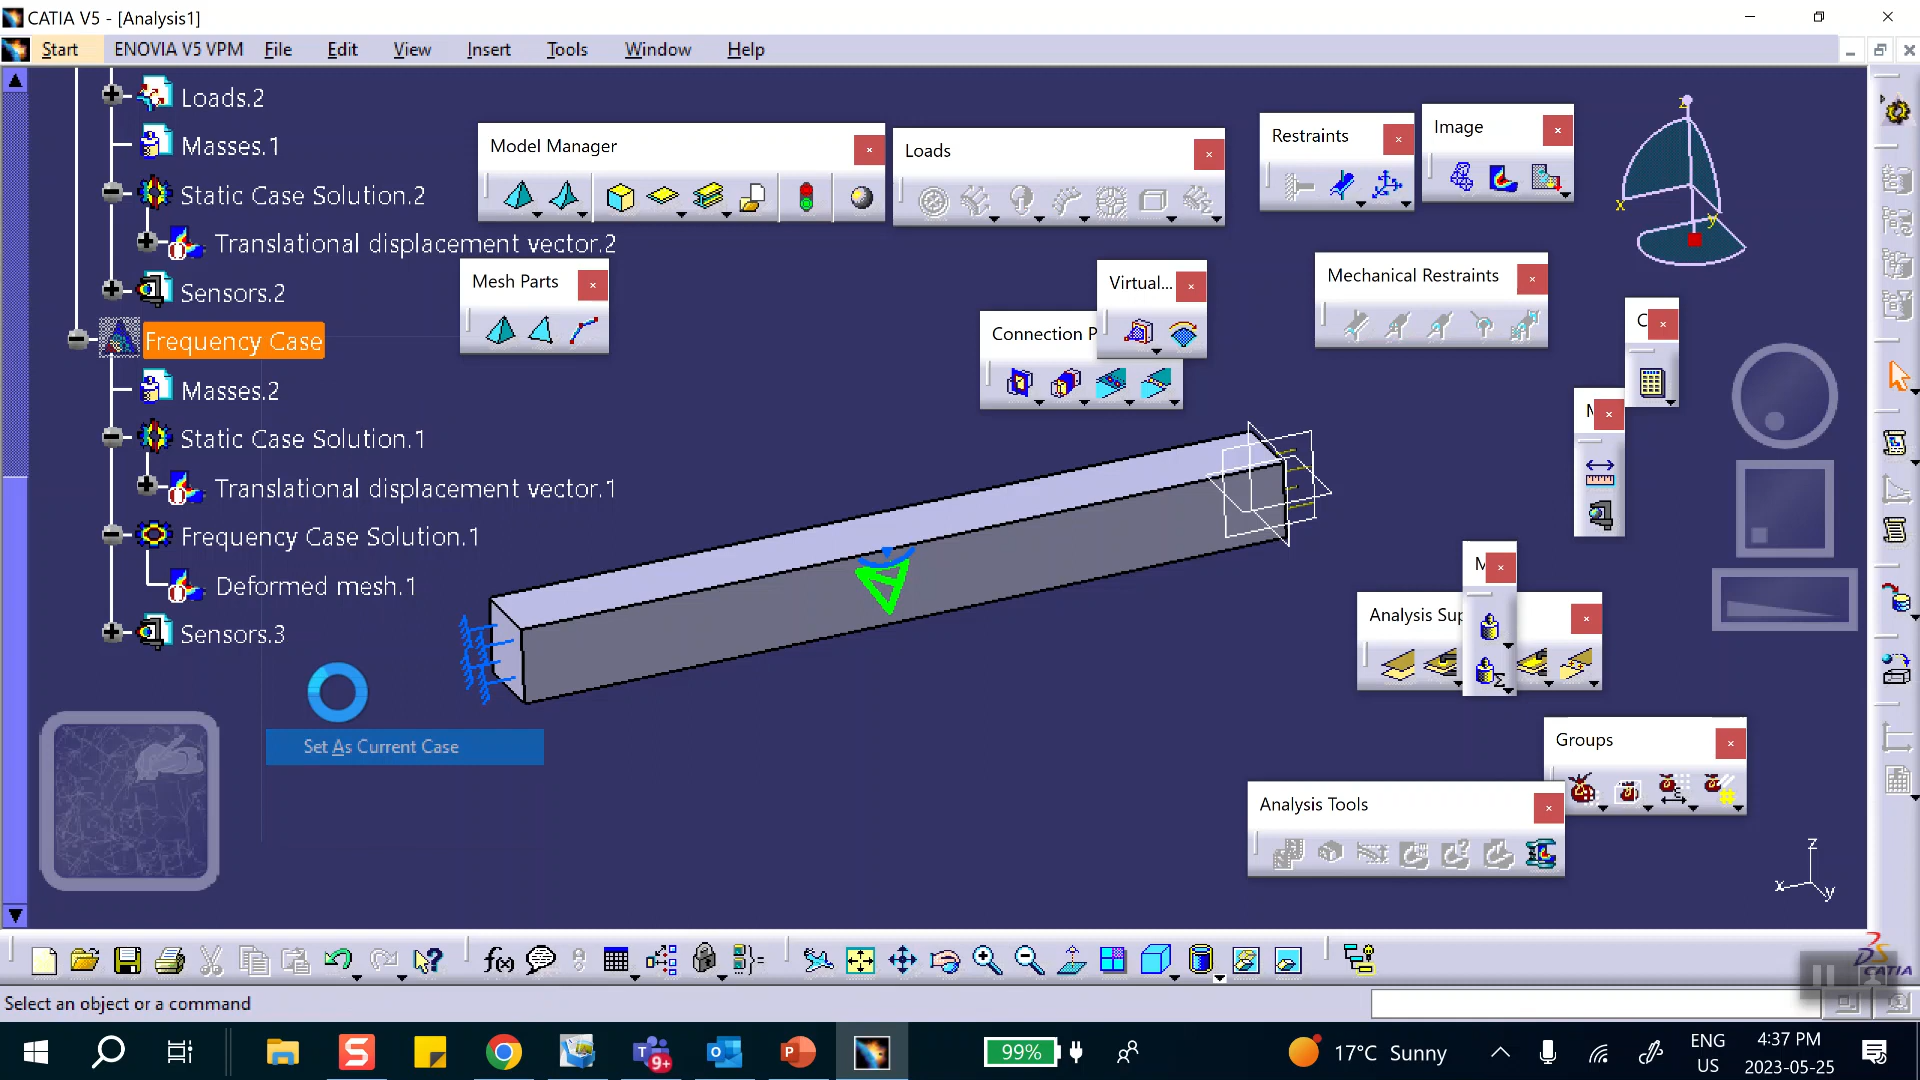 CATIA V5 - [Analysis1]
Start ENOVIA V5 VPM File Edit View Insert Tools Window Help
Loads.2
Masses.1
Static Case Solution.2
Translational displacement vector.2
Sensors.2
Frequency Case
Masses.2
Static Case Solution.1
Translational displacement vector.1
Frequency Case Solution.1
Deformed mesh.1
Sensors.3
Set As Current Case
Model Manager
Loads
Restraints
Image
Mesh Parts
Virtual...
Connection P
Mechanical Restraints
C
M
M
Analysis Sup
Groups
Analysis Tools
z
x
y
z
x
y
f(x)
DS
CATIA
Select an object or a command
S
T
9+
P
99%
17°C Sunny
ENG
US
4:37 PM
2023-05-25